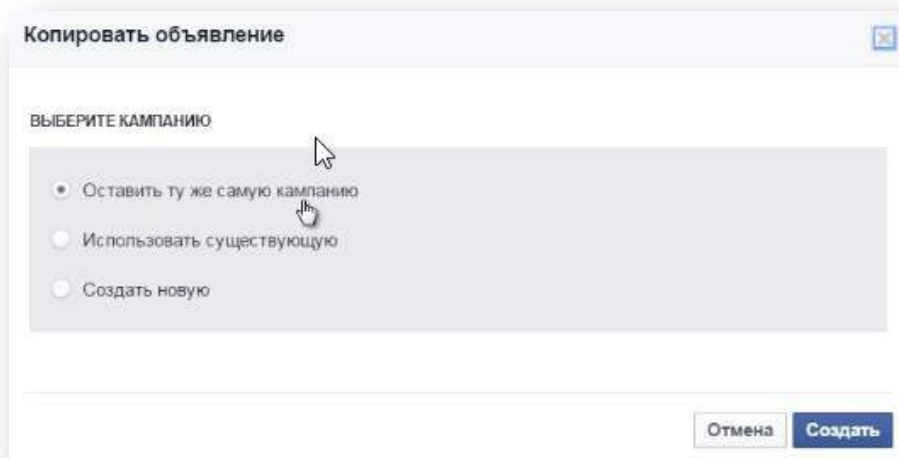 Копировать объявление
ВЫБЕРИТЕ КАМПАНИЮ
Оставить ту же самую кампанию
Использовать существующую
Создать новую
Отмена Создать